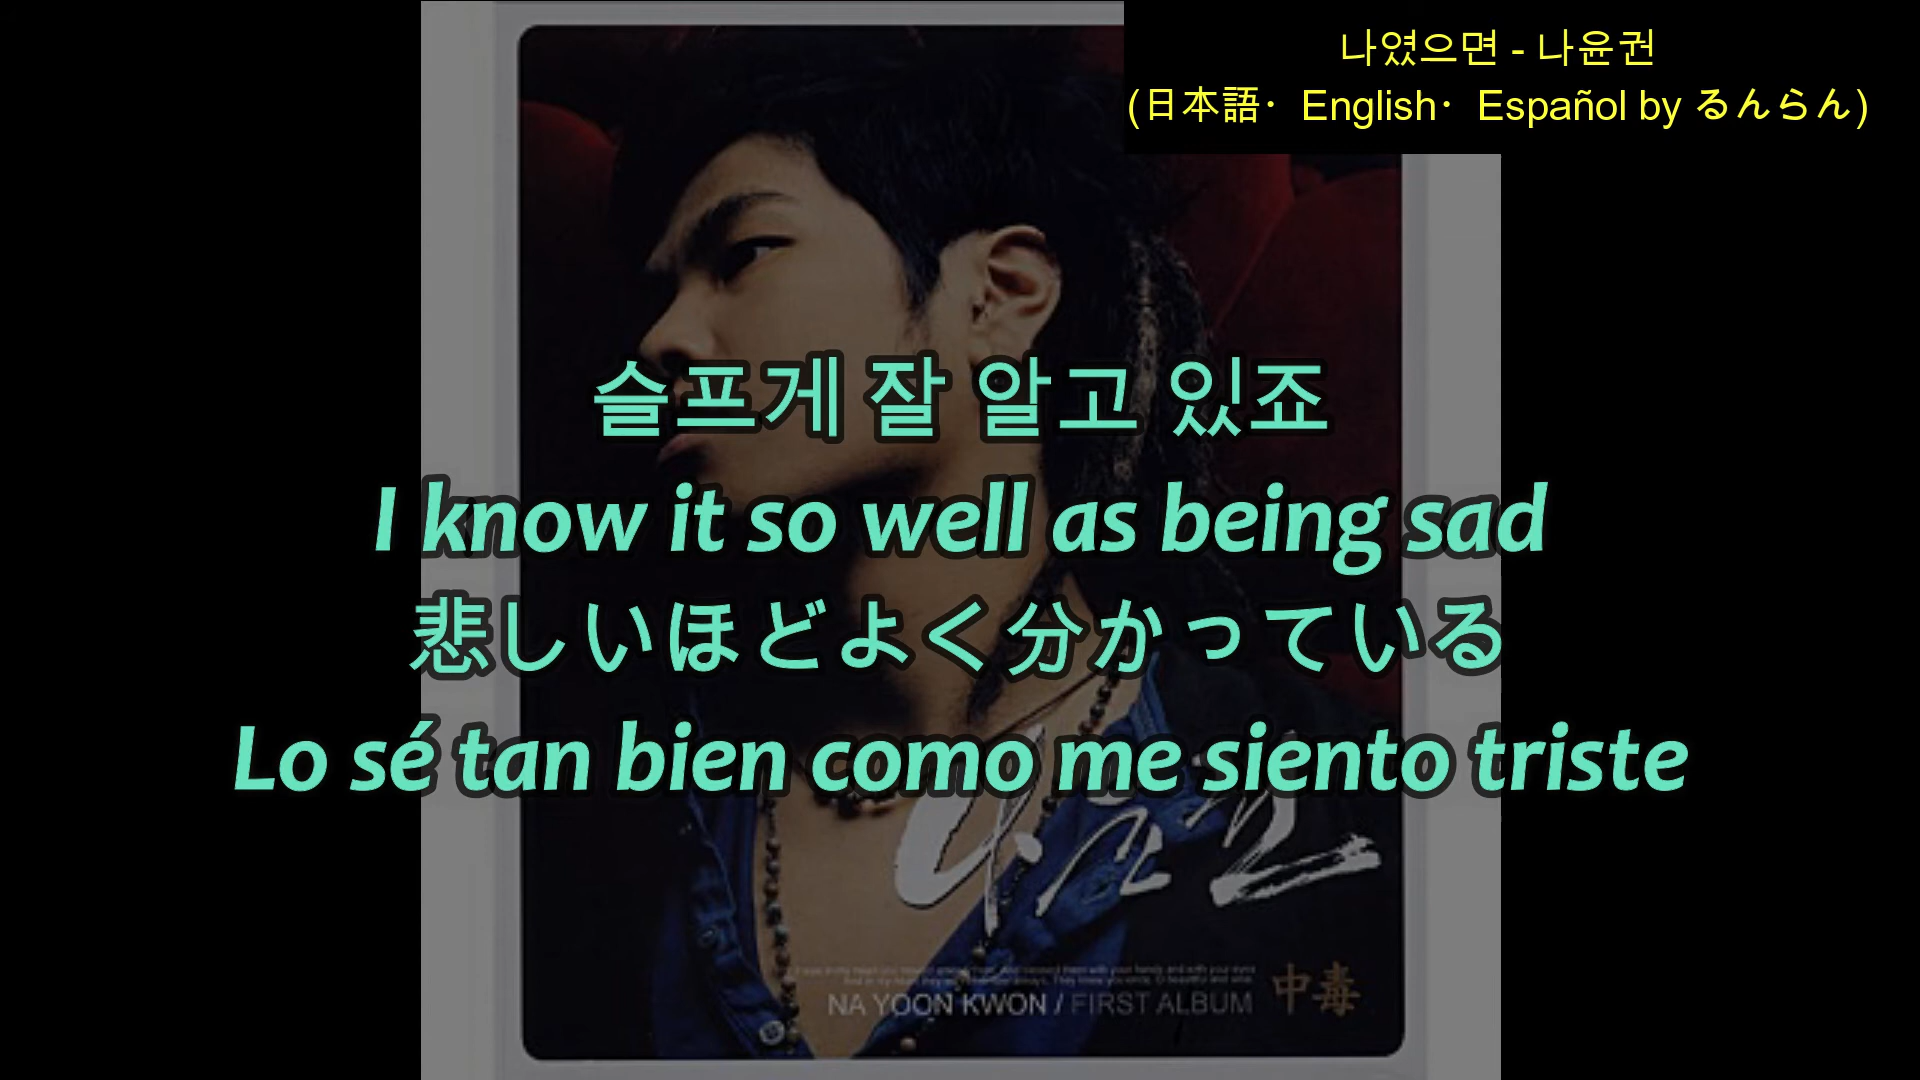 나였으면 - 나윤권
(日本語・English・Español by るんらん)
슬프게 잘 알고 있죠
I know it so well as being sad
悲しいほどよく分かっている
Lo sé tan bien como me siento triste
나윤권
NA YOON KWON / FIRST ALBUM 中毒